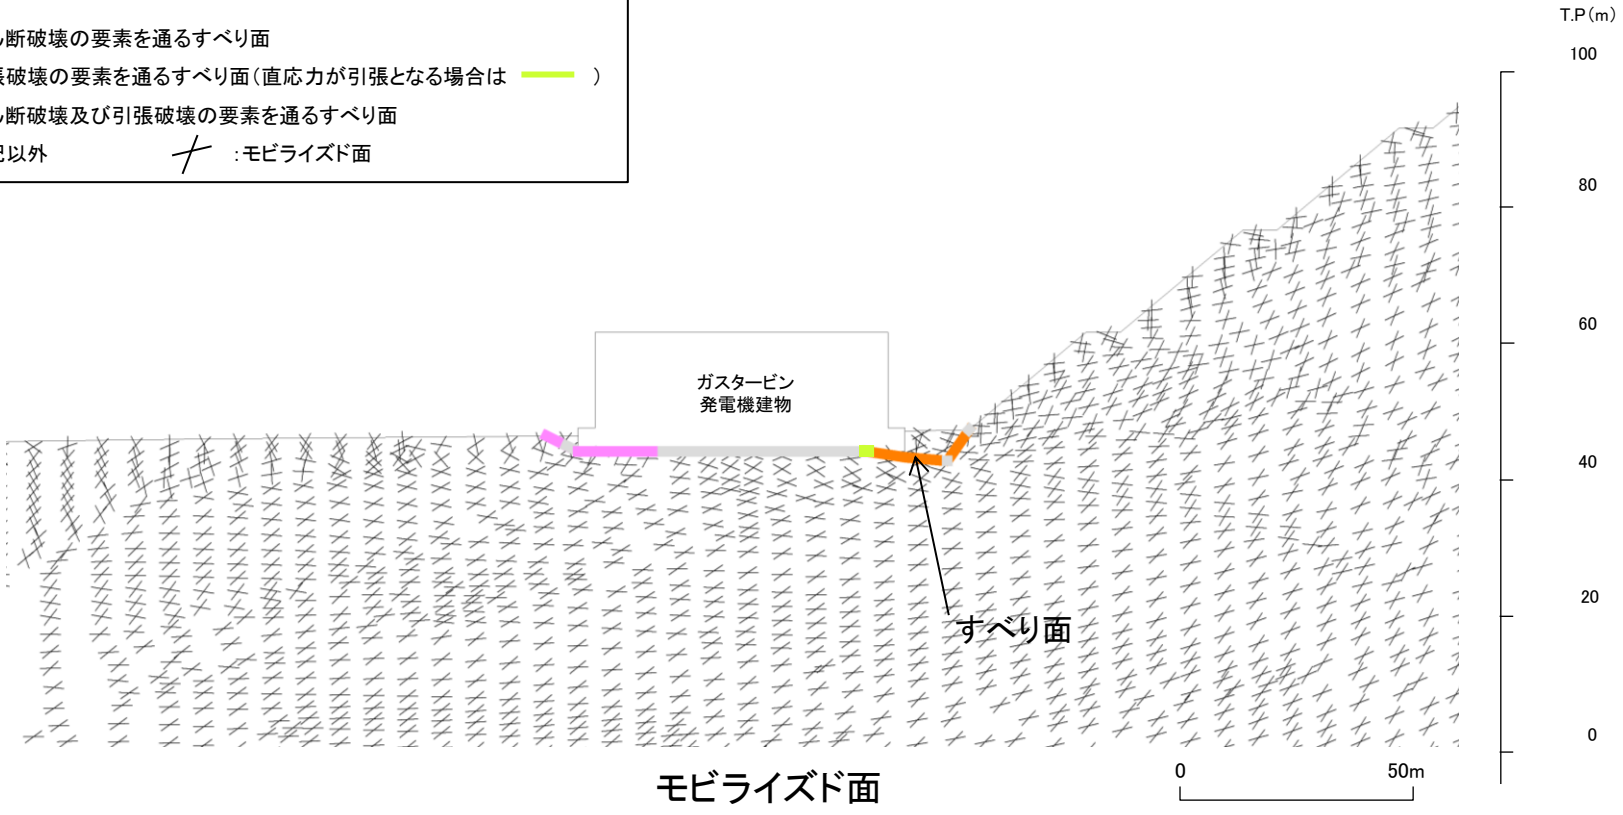 断破壊の要素を通るすべり面
破壊の要素を通るすべり面(直応力が引張となる場合は ）
断破壊及び引張破壊の要素を通るすべり面
以外 :モビライズド面
T.P(m)
100
80
60
40
20
0
ガスタービン
発電機建物
すべり面
モビライズド面
0 50m